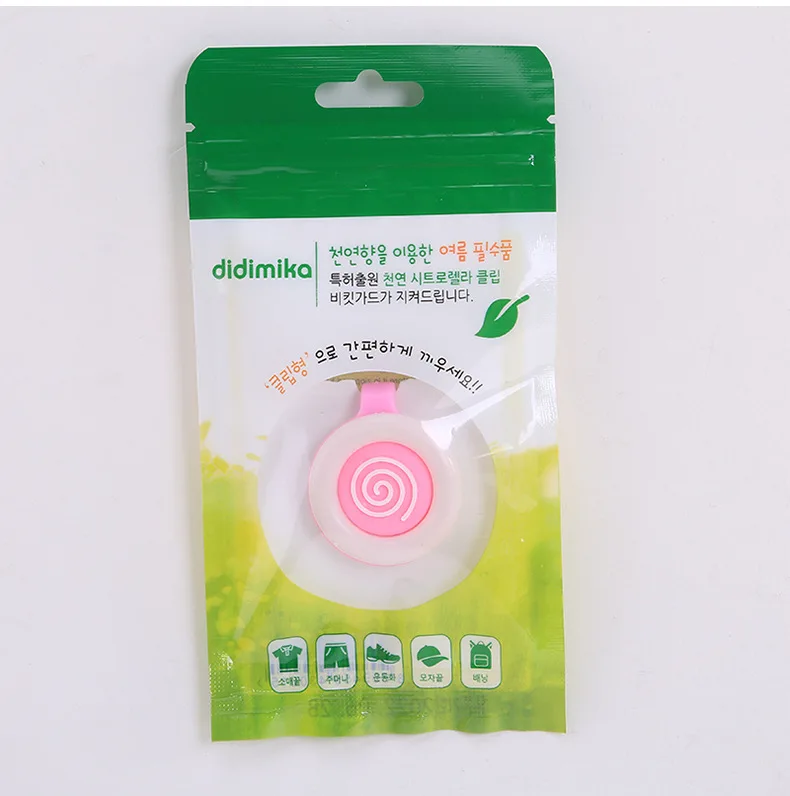 didimika
천연향을 이용한 여름 필수품
특허출원 천연 시트로렐라 클립
비킷가드가 지켜드립니다.
'클립형'으로 간편하게 끼우세요!!
소매끝
주머니
운동화
모자끝
배낭